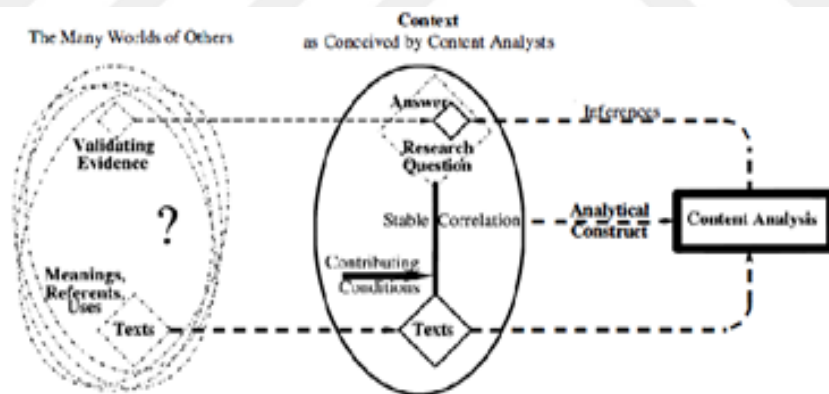 The Many Worlds of Others
Context
as Conceived by Content Analysts
Validating
Evidence
?
Meanings,
Referents,
Uses
Texts
Answer
Research
Question
Stable Correlation
Contributing
Conditions
Texts
Inferences
Analytical
Construct
Content Analysis